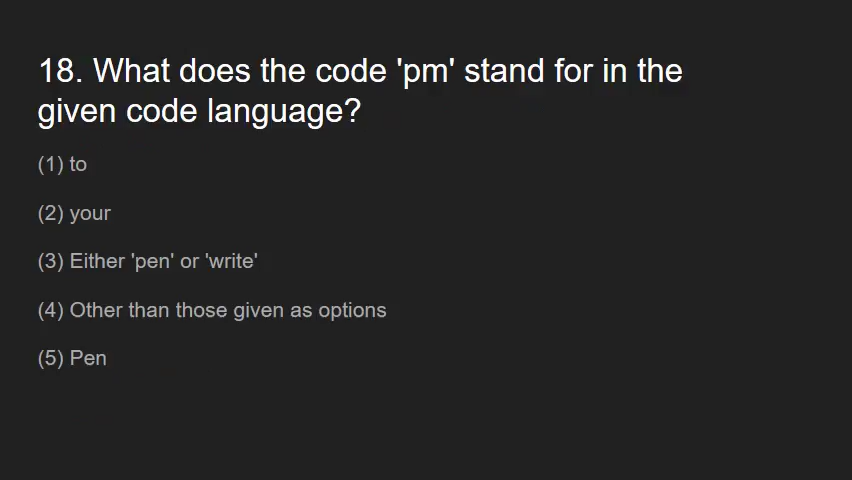 18. What does the code 'pm' stand for in the
given code language?
(1) to
(2) your
(3) Either 'pen' or 'write'
(4) Other than those given as options
(5) Pen